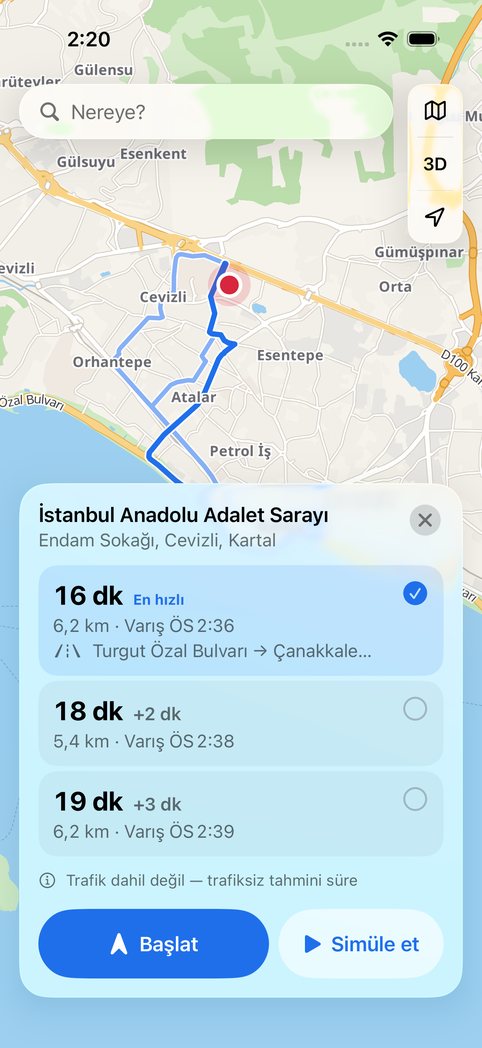 2:20
Gülensu
Nereye?
Gülsuyu
Esenkent
3D
Gümüşpınar
Orta
Cevizli
Orhantepe
Esentepe
Atalar
Özal Bulvarı
Petrol İş
İstanbul Anadolu Adalet Sarayı
Endam Sokağı, Cevizli, Kartal
16 dk En hızlı
6,2 km · Varış ÖS 2:36
Turgut Özal Bulvarı → Çanakkale...
18 dk +2 dk
5,4 km · Varış ÖS 2:38
19 dk +3 dk
6,2 km · Varış ÖS 2:39
Trafik dahil değil — trafiksiz tahmini süre
Başlat
Simüle et